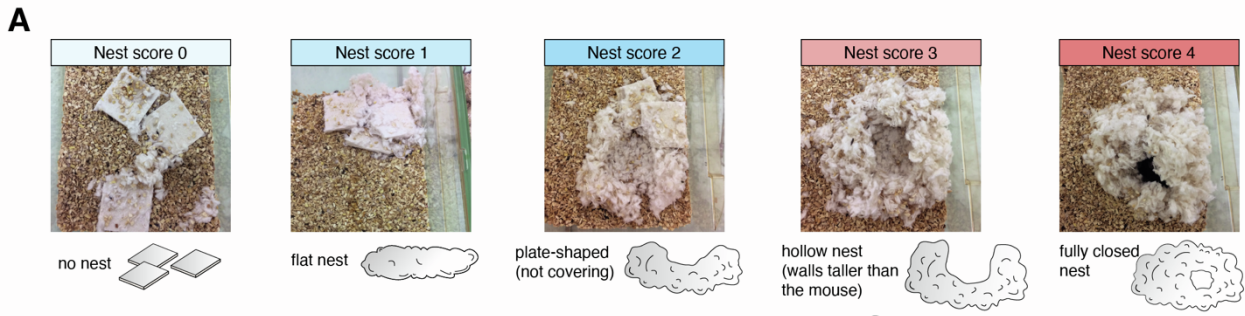 A
Nest score 0
Nest score 1
Nest score 2
Nest score 3
Nest score 4
no nest
flat nest
plate-shaped
(not covering)
hollow nest
(walls taller than
the mouse)
fully closed
nest